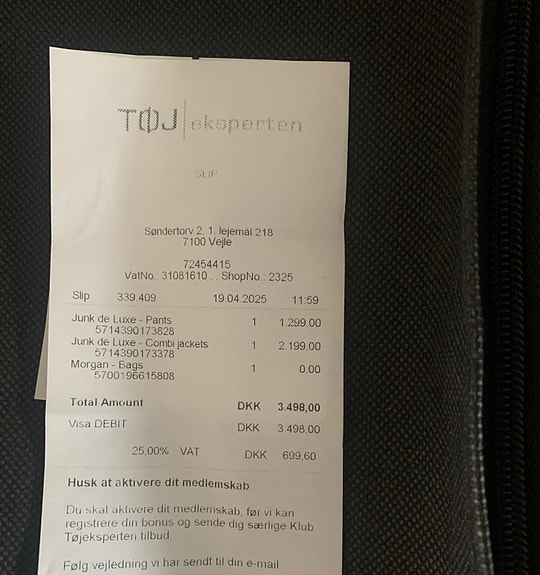 TØJ eksperten
SLIP
Søndertorv 2, 1. lejemål 218
7100 Vejle
72454415
VatNo.: 31081610 , , ShopNo.: 2325
Slip 339.409 19.04.2025 11:59
Junk de Luxe - Pants 1 1.299,00
5714390173828
Junk de Luxe - Combi jackets 1 2.199,00
5714390173378
Morgan - Bags 1 0.00
5700196615808
Total Amount DKK 3.498,00
Visa DEBIT DKK 3.498,00
25,00% VAT DKK 699,60
Husk at aktivere dit medlemskab
Du skal aktivere dit medlemskab, før vi kan
registrere din bonus og sende dig særlige Klub
Tøjeksperten tilbud.
Følg vejledning vi har sendt til din e-mail.